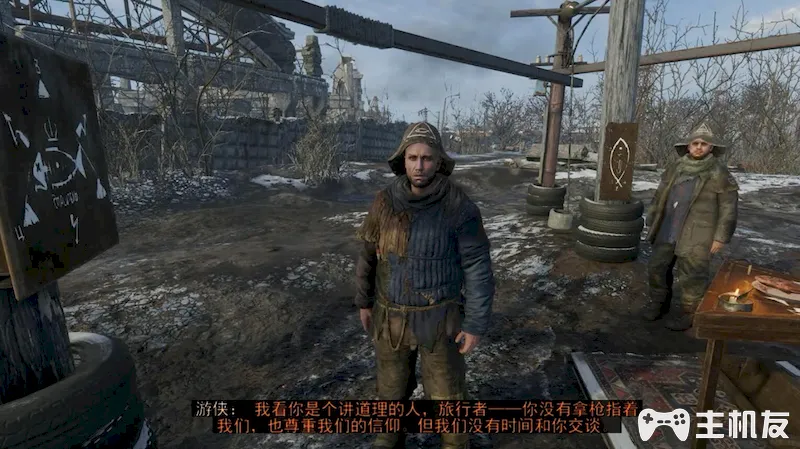 游侠： 我看你是个讲道理的人，旅行者——你没有拿枪指着
我们，也尊重我们的信仰。但我们没有时间和你交谈
主机友